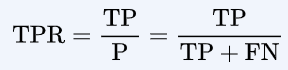 TPR = TP/P = TP/(TP + FN)